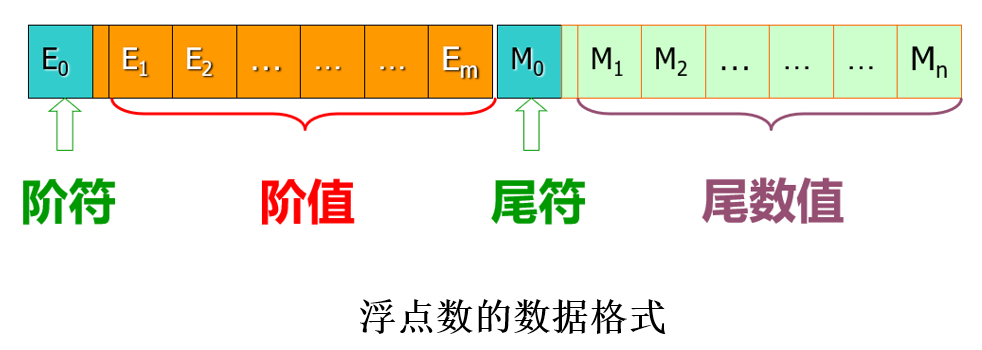 E₀ E₁ E₂ … … … Eₘ M₀ M₁ M₂ … … … Mₙ
阶符 阶值 尾符 尾数值
浮点数的数据格式